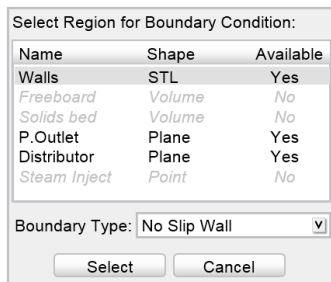 Select Region for Boundary Condition:
Name Shape Available
Walls STL Yes
Freeboard Volume No
Solids bed Volume No
P.Outlet Plane Yes
Distributor Plane Yes
Steam Inject Point No
Boundary Type: No Slip Wall
Select Cancel